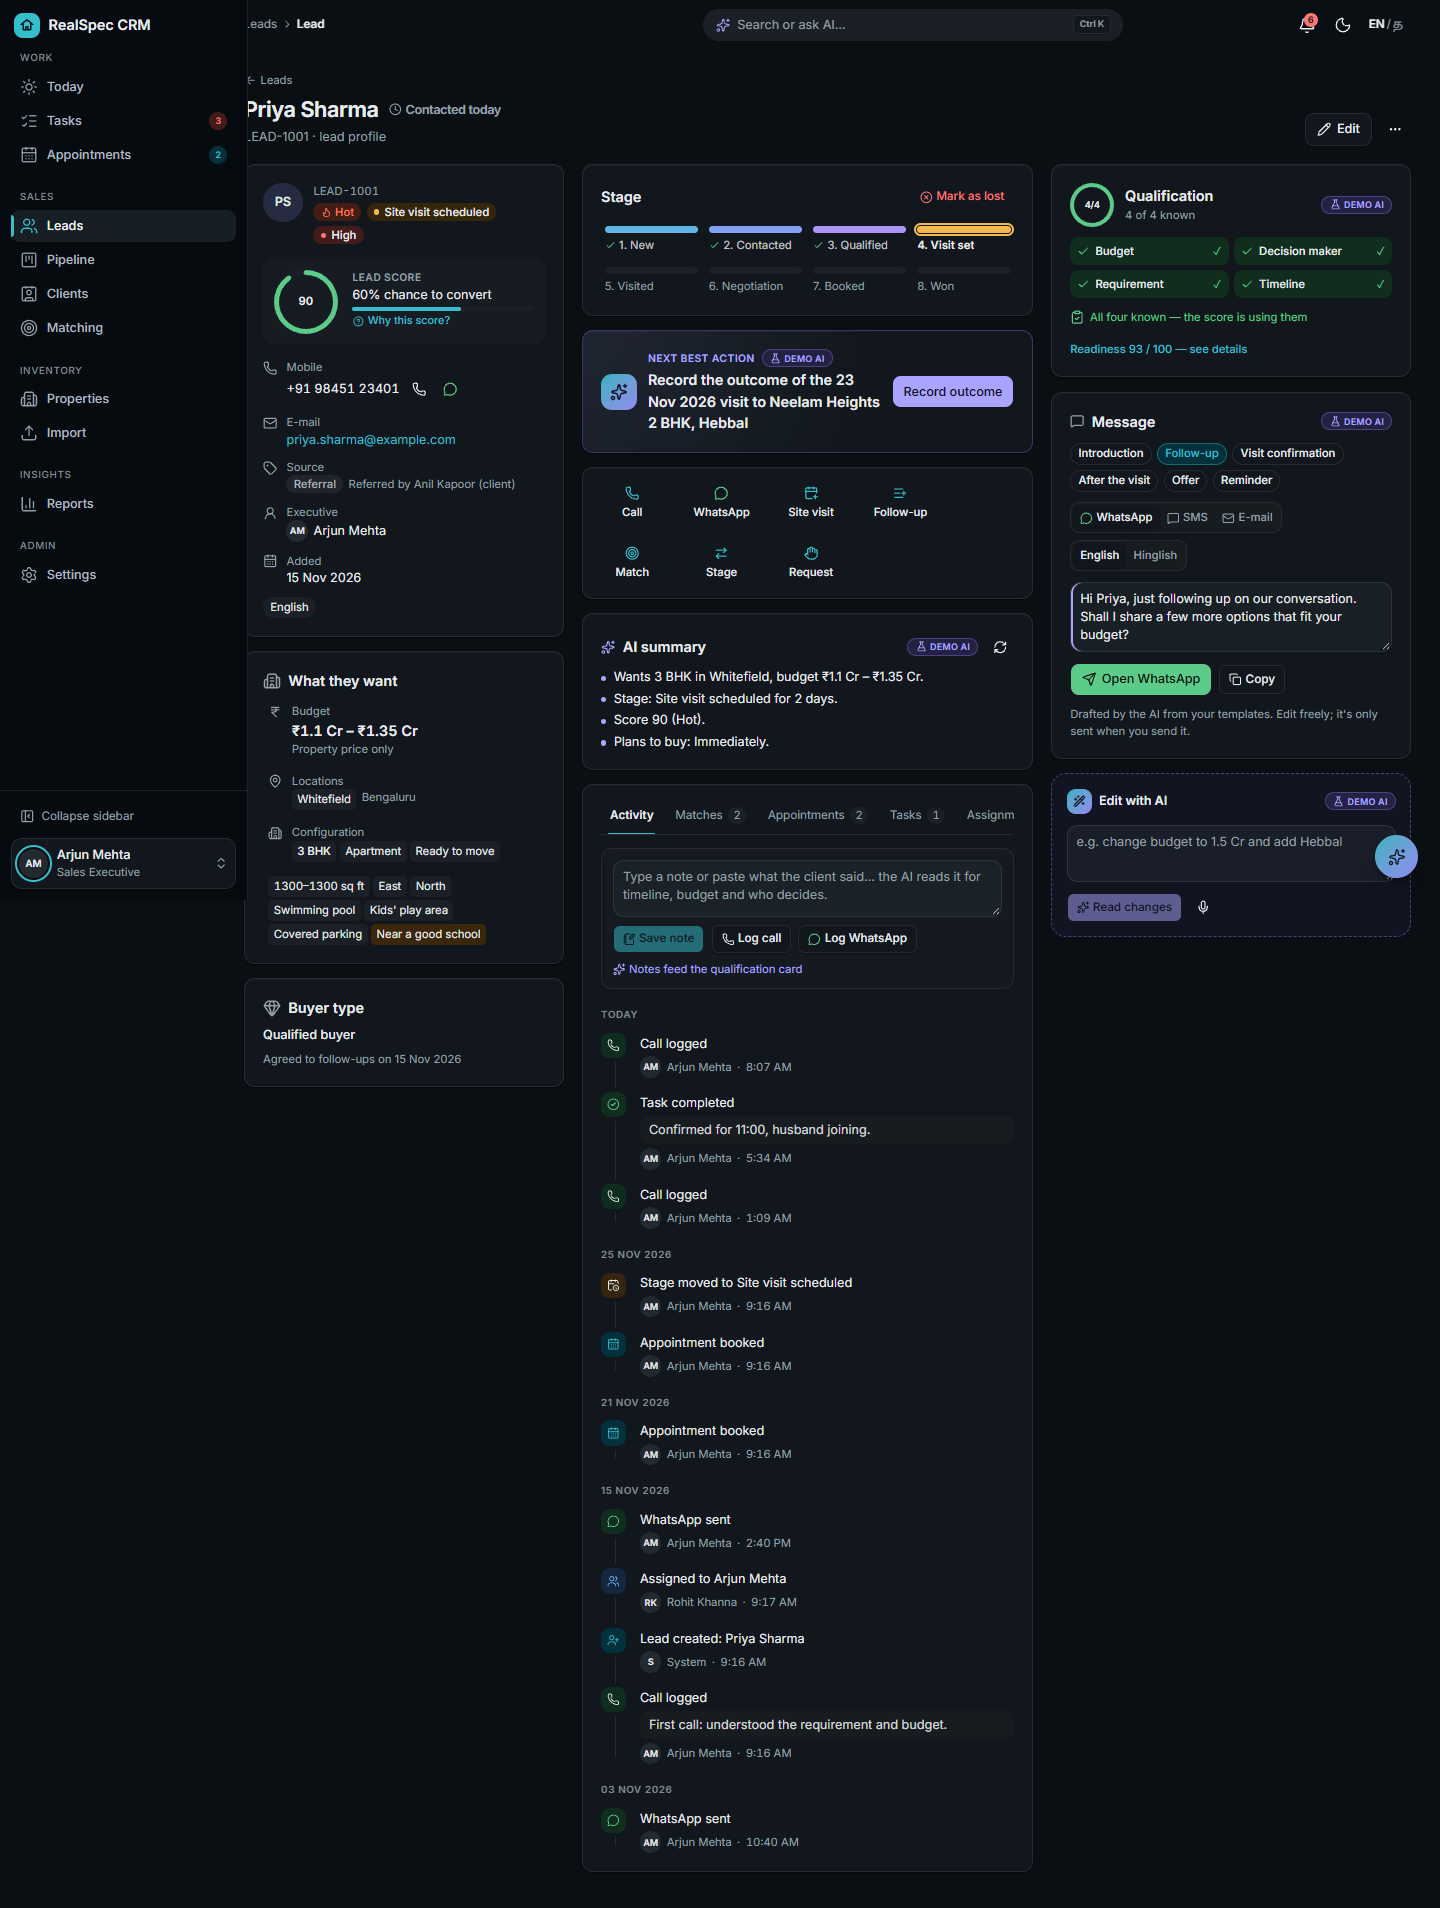 RealSpec CRM
WORK
Today
Tasks 3
Appointments 2
SALES
Leads
Pipeline
Clients
Matching
INVENTORY
Properties
Import
INSIGHTS
Reports
ADMIN
Settings
Collapse sidebar
AM
Arjun Mehta
Sales Executive
Leads > Lead
Search or ask AI...
Ctrl K
6
EN / த
← Leads
Priya Sharma
Contacted today
LEAD-1001 · lead profile
Edit
PS
LEAD-1001
Hot
Site visit scheduled
High
90
LEAD SCORE
60% chance to convert
Why this score?
Mobile
+91 98451 23401
E-mail
priya.sharma@example.com
Source
Referral Referred by Anil Kapoor (client)
Executive
AM Arjun Mehta
Added
15 Nov 2026
English
What they want
Budget
₹1.1 Cr – ₹1.35 Cr
Property price only
Locations
Whitefield Bengaluru
Configuration
3 BHK Apartment Ready to move
1300–1300 sq ft East North
Swimming pool Kids' play area
Covered parking Near a good school
Buyer type
Qualified buyer
Agreed to follow-ups on 15 Nov 2026
Stage
Mark as lost
✓ 1. New ✓ 2. Contacted ✓ 3. Qualified 4. Visit set
5. Visited 6. Negotiation 7. Booked 8. Won
NEXT BEST ACTION DEMO AI
Record the outcome of the 23
Nov 2026 visit to Neelam Heights
2 BHK, Hebbal
Record outcome
Call WhatsApp Site visit Follow-up
Match Stage Request
AI summary DEMO AI
Wants 3 BHK in Whitefield, budget ₹1.1 Cr – ₹1.35 Cr.
Stage: Site visit scheduled for 2 days.
Score 90 (Hot).
Plans to buy: Immediately.
Activity Matches 2 Appointments 2 Tasks 1 Assignm
Type a note or paste what the client said... the AI reads it for
timeline, budget and who decides.
Save note Log call Log WhatsApp
Notes feed the qualification card
TODAY
Call logged
AM Arjun Mehta · 8:07 AM
Task completed
Confirmed for 11:00, husband joining.
AM Arjun Mehta · 5:34 AM
Call logged
AM Arjun Mehta · 1:09 AM
25 NOV 2026
Stage moved to Site visit scheduled
AM Arjun Mehta · 9:16 AM
Appointment booked
AM Arjun Mehta · 9:16 AM
21 NOV 2026
Appointment booked
AM Arjun Mehta · 9:16 AM
15 NOV 2026
WhatsApp sent
AM Arjun Mehta · 2:40 PM
Assigned to Arjun Mehta
RK Rohit Khanna · 9:17 AM
Lead created: Priya Sharma
S System · 9:16 AM
Call logged
First call: understood the requirement and budget.
AM Arjun Mehta · 9:16 AM
03 NOV 2026
WhatsApp sent
AM Arjun Mehta · 10:40 AM
4/4
Qualification
4 of 4 known
DEMO AI
✓ Budget ✓ ✓ Decision maker ✓
✓ Requirement ✓ ✓ Timeline ✓
All four known — the score is using them
Readiness 93 / 100 — see details
Message DEMO AI
Introduction Follow-up Visit confirmation
After the visit Offer Reminder
WhatsApp SMS E-mail
English Hinglish
Hi Priya, just following up on our conversation.
Shall I share a few more options that fit your
budget?
Open WhatsApp Copy
Drafted by the AI from your templates. Edit freely; it's only
sent when you send it.
Edit with AI DEMO AI
e.g. change budget to 1.5 Cr and add Hebbal
Read changes